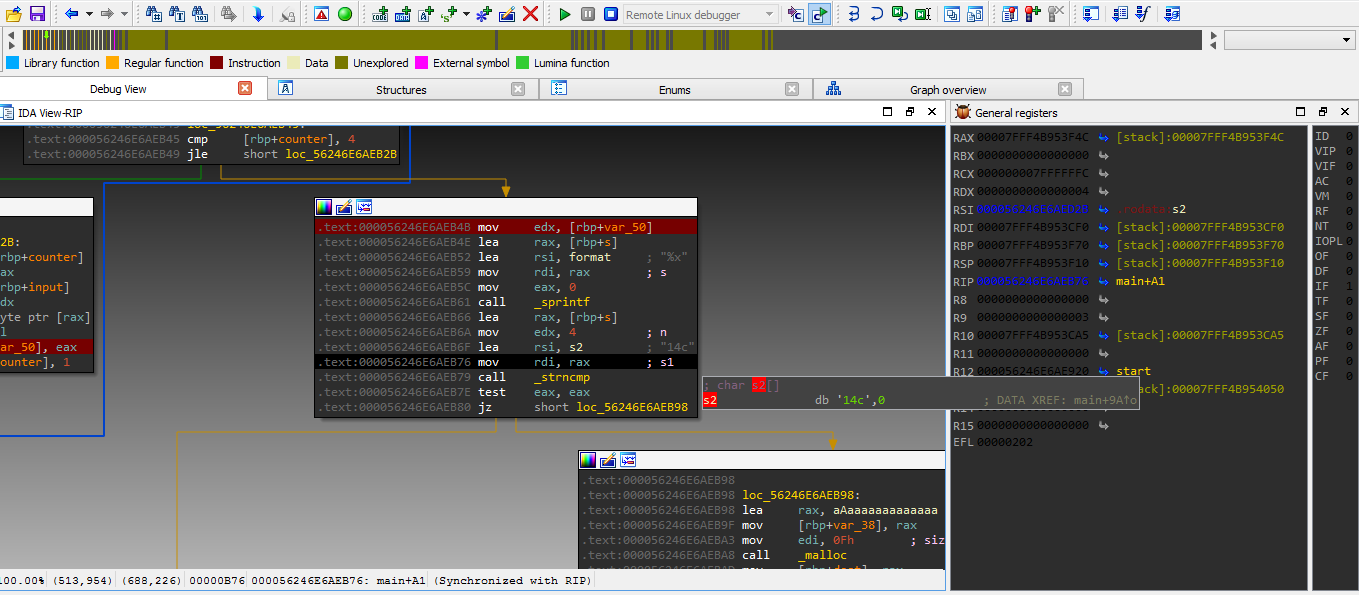 Remote Linux debugger
Library function Regular function Instruction Data Unexplored External symbol Lumina function
Debug View Structures Enums Graph overview
IDA View-RIP
.text:000056246E6AEB45 cmp [rbp+counter], 4
.text:000056246E6AEB49 jle short loc_56246E6AEB2B
2B:
rbp+counter]
ax
rbp+input]
dx
yte ptr [rax]
l
ar_50], eax
ounter], 1
.text:000056246E6AEB4B mov edx, [rbp+var_50]
.text:000056246E6AEB4E lea rax, [rbp+s]
.text:000056246E6AEB52 lea rsi, format ; "%x"
.text:000056246E6AEB59 mov rdi, rax ; s
.text:000056246E6AEB5C mov eax, 0
.text:000056246E6AEB61 call _sprintf
.text:000056246E6AEB66 lea rax, [rbp+s]
.text:000056246E6AEB6A mov edx, 4 ; n
.text:000056246E6AEB6F lea rsi, s2 ; "14c"
.text:000056246E6AEB76 mov rdi, rax ; s1
.text:000056246E6AEB79 call _strncmp
.text:000056246E6AEB7E test eax, eax
.text:000056246E6AEB80 jz short loc_56246E6AEB98
; char s2[]
s2 db '14c',0 ; DATA XREF: main+9A↑o
.text:000056246E6AEB98
.text:000056246E6AEB98 loc_56246E6AEB98:
.text:000056246E6AEB98 lea rax, aAaaaaaaaaaaaaa
.text:000056246E6AEB9F mov [rbp+var_38], rax
.text:000056246E6AEBA3 mov edi, 0Fh ; siz
.text:000056246E6AEBA8 call _malloc
100.00% (513,954) (688,226) 00000B76 000056246E6AEB76: main+A1 (Synchronized with RIP)
General registers
RAX 00007FFF4B953F4C [stack]:00007FFF4B953F4C
RBX 0000000000000000
RCX 000000007FFFFFFC
RDX 0000000000000004
RSI 000056246E6AED2B .rodata:s2
RDI 00007FFF4B953CF0 [stack]:00007FFF4B953CF0
RBP 00007FFF4B953F70 [stack]:00007FFF4B953F70
RSP 00007FFF4B953F10 [stack]:00007FFF4B953F10
RIP 000056246E6AEB76 main+A1
R8 0000000000000000
R9 0000000000000003
R10 00007FFF4B953CA5 [stack]:00007FFF4B953CA5
R11 0000000000000000
R12 000056246E6AE920 start
tack]:00007FFF4B954050
R15 0000000000000000
EFL 00000202
ID 0
VIP 0
VIF 0
AC 0
VM 0
RF 0
NT 0
IOPL 0
OF 0
DF 0
IF 1
TF 0
SF 0
ZF 0
AF 0
PF 0
CF 0